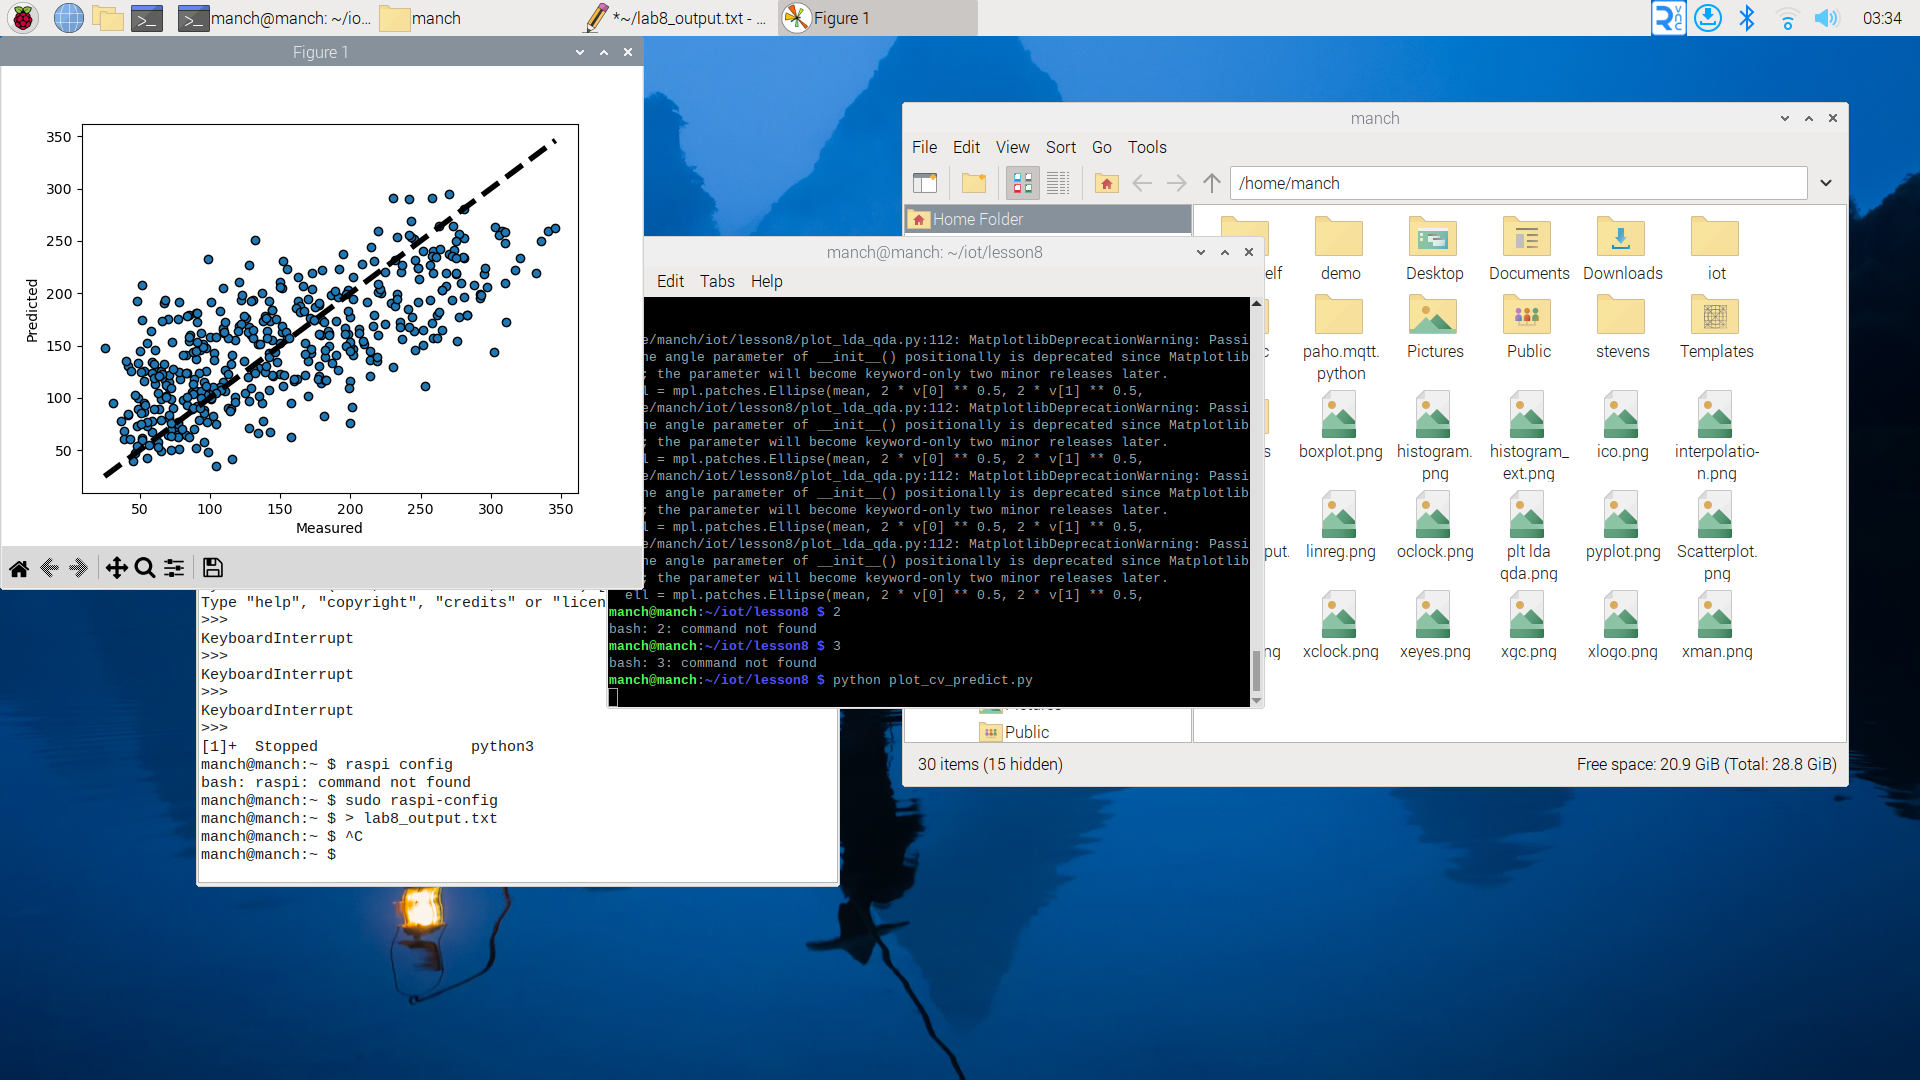 manch@manch: ~/io...
manch
*~/lab8_output.txt - ...
Figure 1
VNC
03:34
Figure 1
350
300
250
200
150
100
50
Predicted
50 100 150 200 250 300 350
Measured
manch
File Edit View Sort Go Tools
/home/manch
Home Folder
elf
demo
Desktop
Documents
Downloads
iot
paho.mqtt.
python
Pictures
Public
stevens
Templates
boxplot.png
histogram.
png
histogram_
ext.png
ico.png
interpolatio-
n.png
put.
linreg.png
oclock.png
plt lda
qda.png
pyplot.png
Scatterplot.
png
ng
xclock.png
xeyes.png
xgc.png
xlogo.png
xman.png
Public
30 items (15 hidden)
Free space: 20.9 GiB (Total: 28.8 GiB)
manch@manch: ~/iot/lesson8
Edit Tabs Help
e/manch/iot/lesson8/plot_lda_qda.py:112: MatplotlibDeprecationWarning: Passi
he angle parameter of __init__() positionally is deprecated since Matplotlib
; the parameter will become keyword-only two minor releases later.
l = mpl.patches.Ellipse(mean, 2 * v[0] ** 0.5, 2 * v[1] ** 0.5,
e/manch/iot/lesson8/plot_lda_qda.py:112: MatplotlibDeprecationWarning: Passi
he angle parameter of __init__() positionally is deprecated since Matplotlib
; the parameter will become keyword-only two minor releases later.
l = mpl.patches.Ellipse(mean, 2 * v[0] ** 0.5, 2 * v[1] ** 0.5,
e/manch/iot/lesson8/plot_lda_qda.py:112: MatplotlibDeprecationWarning: Passi
he angle parameter of __init__() positionally is deprecated since Matplotlib
; the parameter will become keyword-only two minor releases later.
l = mpl.patches.Ellipse(mean, 2 * v[0] ** 0.5, 2 * v[1] ** 0.5,
e/manch/iot/lesson8/plot_lda_qda.py:112: MatplotlibDeprecationWarning: Passi
he angle parameter of __init__() positionally is deprecated since Matplotlib
; the parameter will become keyword-only two minor releases later.
ell = mpl.patches.Ellipse(mean, 2 * v[0] ** 0.5, 2 * v[1] ** 0.5,
manch@manch:~/iot/lesson8 $ 2
bash: 2: command not found
manch@manch:~/iot/lesson8 $ 3
bash: 3: command not found
manch@manch:~/iot/lesson8 $ python plot_cv_predict.py
Type "help", "copyright", "credits" or "licen
>>>
KeyboardInterrupt
>>>
KeyboardInterrupt
>>>
KeyboardInterrupt
>>>
[1]+ Stopped python3
manch@manch:~ $ raspi config
bash: raspi: command not found
manch@manch:~ $ sudo raspi-config
manch@manch:~ $ > lab8_output.txt
manch@manch:~ $ ^C
manch@manch:~ $